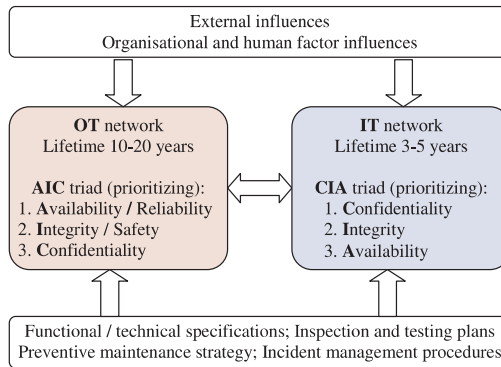 External influences
Organisational and human factor influences
OT network
Lifetime 10-20 years
AIC triad (prioritizing):
1. Availability / Reliability
2. Integrity / Safety
3. Confidentiality
IT network
Lifetime 3-5 years
CIA triad (prioritizing):
1. Confidentiality
2. Integrity
3. Availability
Functional / technical specifications; Inspection and testing plans
Preventive maintenance strategy; Incident management procedures